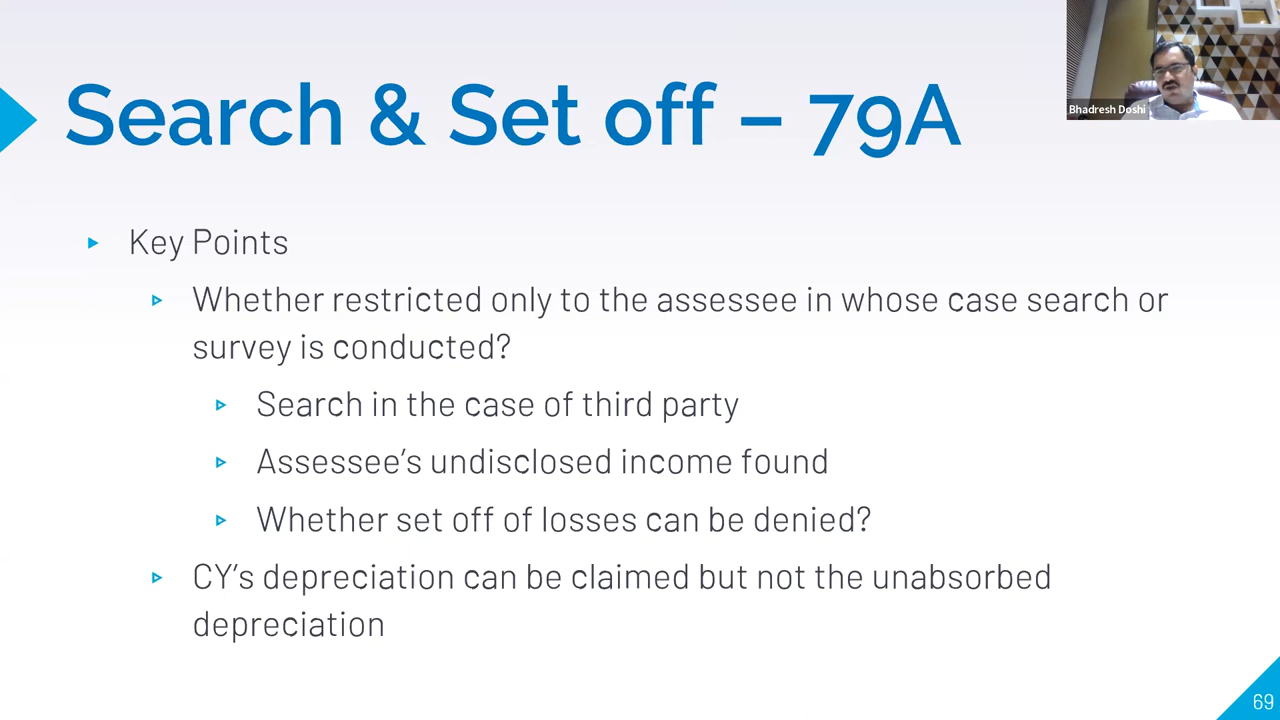 Search & Set off – 79A
Bhadresh Doshi
Key Points
Whether restricted only to the assessee in whose case search or
survey is conducted?
Search in the case of third party
Assessee’s undisclosed income found
Whether set off of losses can be denied?
CY’s depreciation can be claimed but not the unabsorbed
depreciation
69